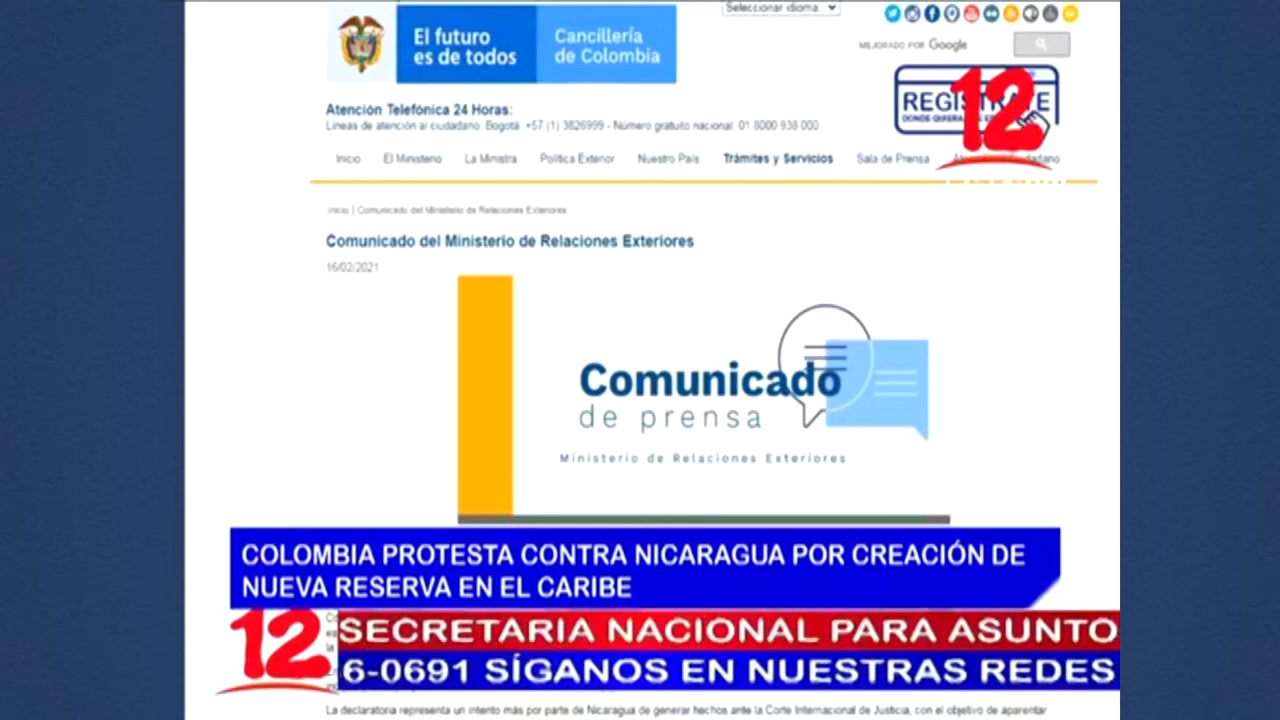 Seleccionar idioma
El futuro
es de todos
Cancillería
de Colombia
MEJORADO POR Google
Atención Telefónica 24 Horas:
Líneas de atención al ciudadano. Bogotá: +57 (1) 3826999 - Número gratuito nacional: 01 8000 938 000
REGISTRATE
12
Inicio El Ministerio La Ministra Política Exterior Nuestro País Trámites y Servicios Sala de Prensa
Inicio | Comunicado del Ministerio de Relaciones Exteriores
Comunicado del Ministerio de Relaciones Exteriores
16/02/2021
Comunicado
de prensa
Ministerio de Relaciones Exteriores
COLOMBIA PROTESTA CONTRA NICARAGUA POR CREACIÓN DE
NUEVA RESERVA EN EL CARIBE
12
SECRETARIA NACIONAL PARA ASUNTO
6-0691 SÍGANOS EN NUESTRAS REDES
La declaratoria representa un intento más por parte de Nicaragua de generar hechos ante la Corte Internacional de Justicia, con el objetivo de aparentar